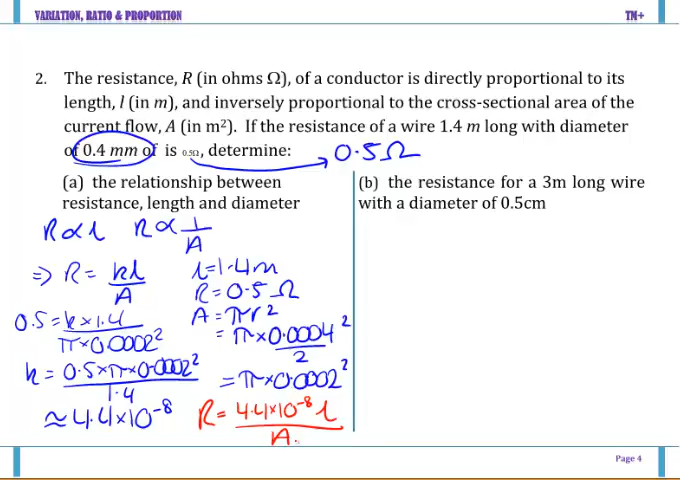 VARIATION, RATIO & PROPORTION TM+
2. The resistance, R (in ohms Ω), of a conductor is directly proportional to its
length, l (in m), and inversely proportional to the cross-sectional area of the
current flow, A (in m²). If the resistance of a wire 1.4 m long with diameter
of 0.4 mm of is 0.5Ω, determine:
0.5Ω
(a) the relationship between
resistance, length and diameter
R ∝ l R ∝ 1/A
⇒ R = kl/A
0.5 = k×1.4/π×0.0002²
k = 0.5×π×0.0002²/1.4
≈ 4.4×10⁻⁸
l = 1.4m
R = 0.5 Ω
A = πr²
= π×0.0004²/2
= π×0.0002²
R = 4.4×10⁻⁸ l/A.
(b) the resistance for a 3m long wire
with a diameter of 0.5cm
Page 4